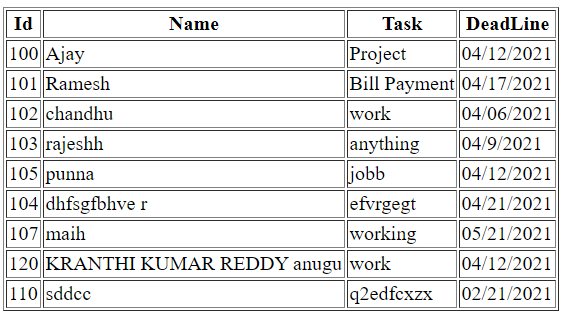 Id Name Task DeadLine
100 Ajay Project 04/12/2021
101 Ramesh Bill Payment 04/17/2021
102 chandhu work 04/06/2021
103 rajeshh anything 04/9/2021
105 punna jobb 04/12/2021
104 dhfsgfbhve r efvrgegt 04/21/2021
107 maih working 05/21/2021
120 KRANTHI KUMAR REDDY anugu work 04/12/2021
110 sddcc q2edfcxzx 02/21/2021